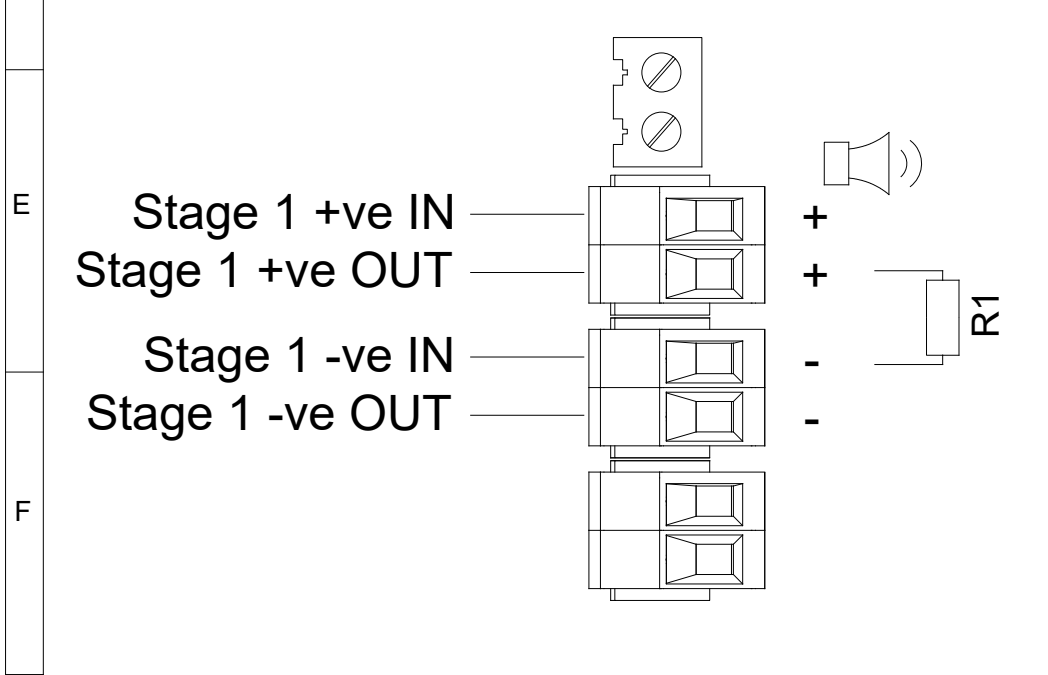 E
Stage 1 +ve IN +
Stage 1 +ve OUT +
R1
Stage 1 -ve IN -
Stage 1 -ve OUT -
F